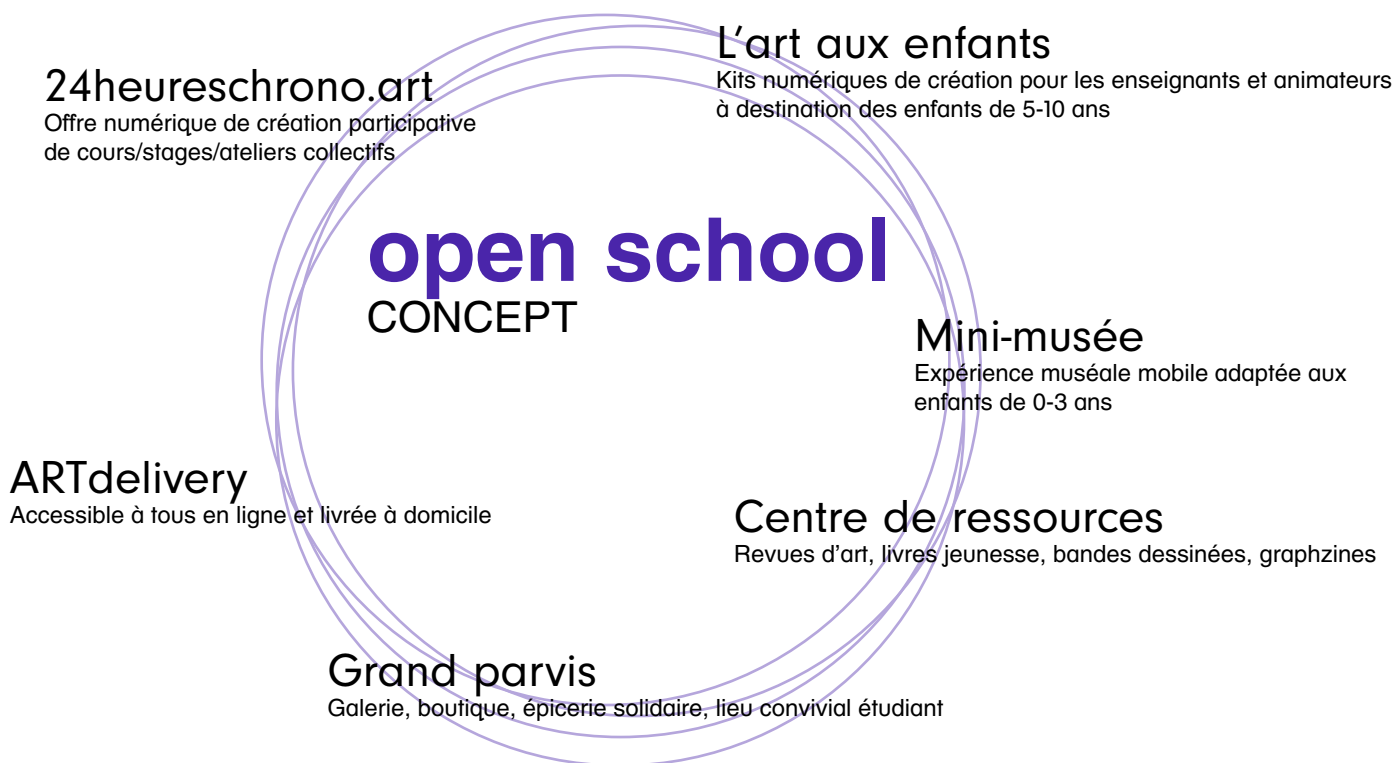 24heureschrono.art
Offre numérique de création participative
de cours/stages/ateliers collectifs
L'art aux enfants
Kits numériques de création pour les enseignants et animateurs
à destination des enfants de 5-10 ans
open school
CONCEPT
Mini-musée
Expérience muséale mobile adaptée aux
enfants de 0-3 ans
ARTdelivery
Accessible à tous en ligne et livrée à domicile
Centre de ressources
Revues d'art, livres jeunesse, bandes dessinées, graphzines
Grand parvis
Galerie, boutique, épicerie solidaire, lieu convivial étudiant